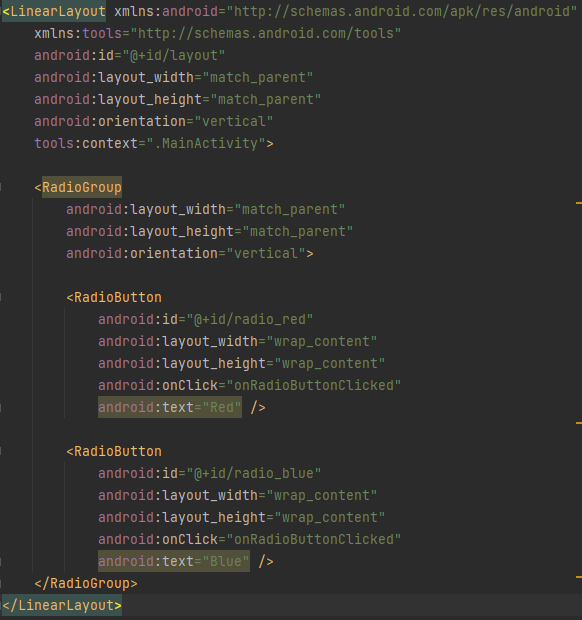 <LinearLayout xmlns:android="http://schemas.android.com/apk/res/android"
    xmlns:tools="http://schemas.android.com/tools"
    android:id="@+id/layout"
    android:layout_width="match_parent"
    android:layout_height="match_parent"
    android:orientation="vertical"
    tools:context=".MainActivity">

    <RadioGroup
        android:layout_width="match_parent"
        android:layout_height="match_parent"
        android:orientation="vertical">

        <RadioButton
            android:id="@+id/radio_red"
            android:layout_width="wrap_content"
            android:layout_height="wrap_content"
            android:onClick="onRadioButtonClicked"
            android:text="Red" />

        <RadioButton
            android:id="@+id/radio_blue"
            android:layout_width="wrap_content"
            android:layout_height="wrap_content"
            android:onClick="onRadioButtonClicked"
            android:text="Blue" />
    </RadioGroup>
</LinearLayout>